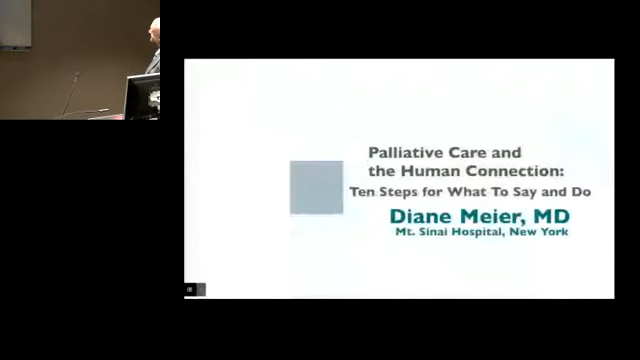 Palliative Care and
the Human Connection:
Ten Steps for What To Say and Do
Diane Meier, MD
Mt. Sinai Hospital, New York